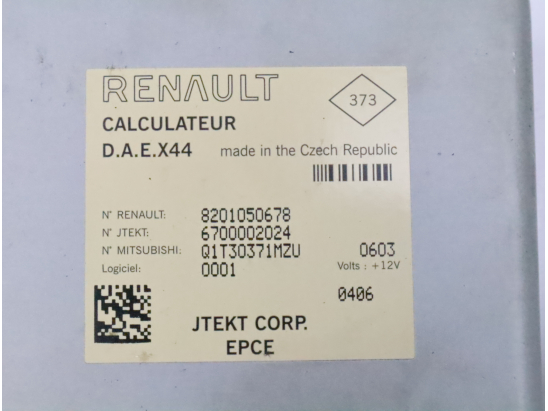 RENAULT
373
CALCULATEUR
D.A.E.X44 made in the Czech Republic
N° RENAULT: 8201050678
N° JTEKT: 6700002024
N° MITSUBISHI: Q1T30371MZU 0603
Logiciel: 0001 Volts : +12V
0406
JTEKT CORP.
EPCE